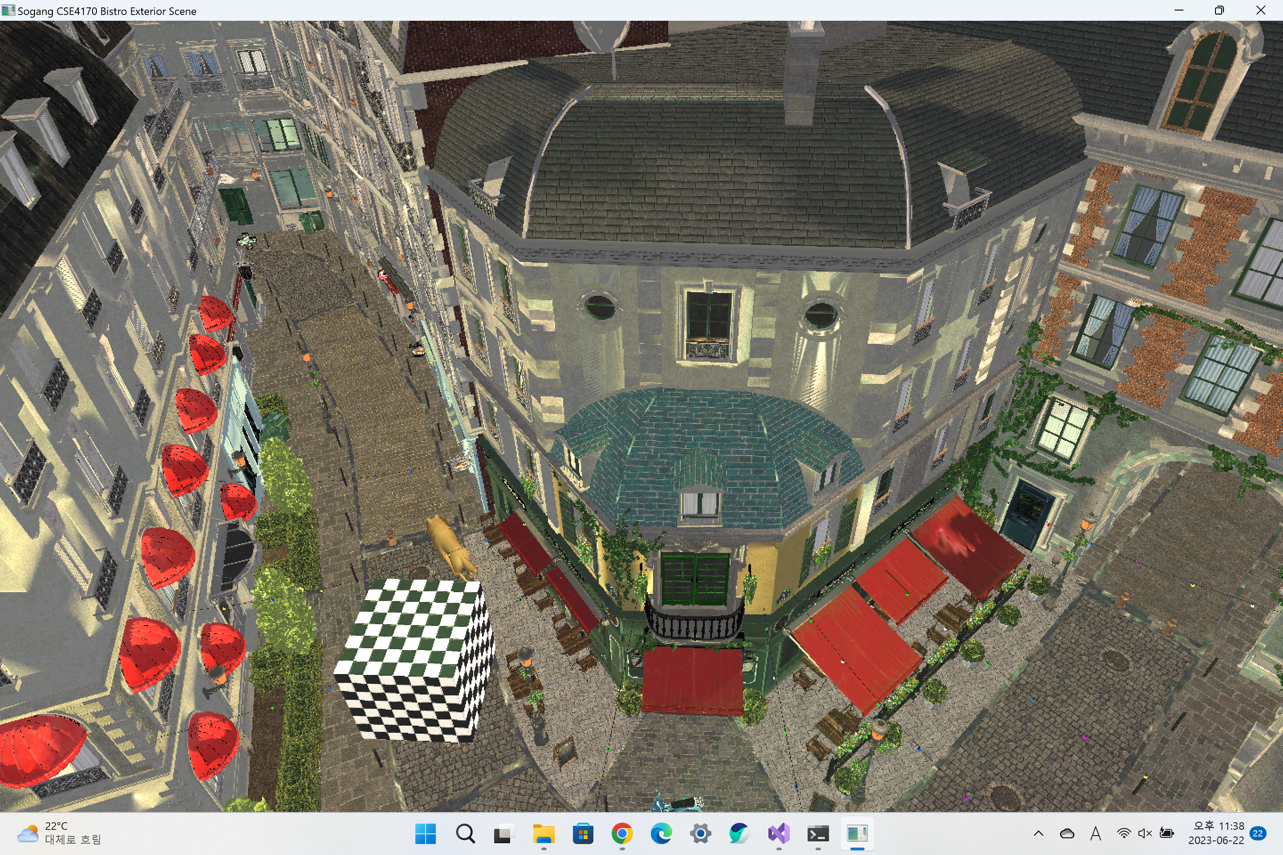 Sogang CSE4170 Bistro Exterior Scene
22°C
대체로 흐림
A
오후 11:38
2023-06-22
22